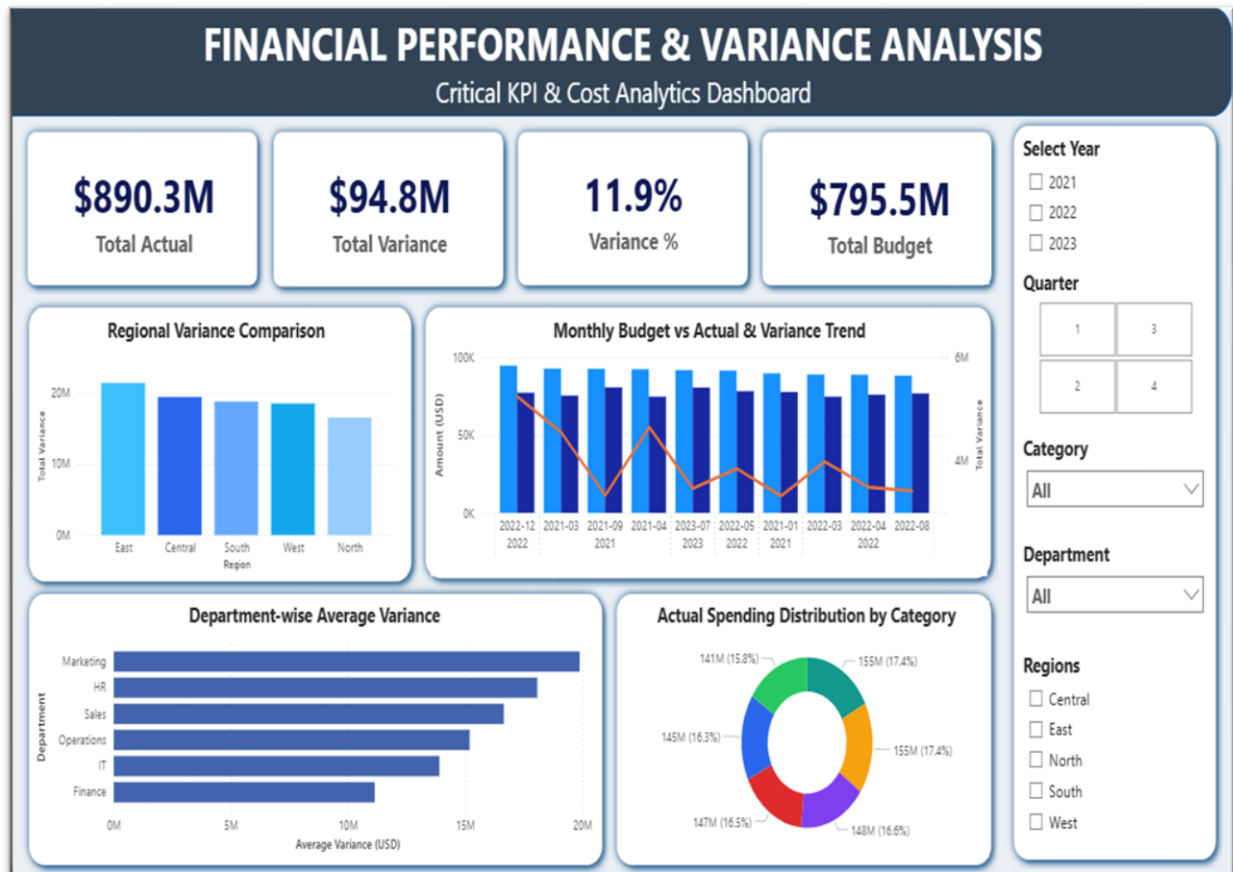 FINANCIAL PERFORMANCE & VARIANCE ANALYSIS
Critical KPI & Cost Analytics Dashboard
$890.3M
Total Actual
$94.8M
Total Variance
11.9%
Variance %
$795.5M
Total Budget
Select Year
2021
2022
2023
Quarter
1 3
2 4
Category
All
Department
All
Regions
Central
East
North
South
West
Regional Variance Comparison
Total Variance
20M
10M
0M
East Central South West North
Region
Monthly Budget vs Actual & Variance Trend
Amount (USD)
100K
50K
0K
6M
4M
Total Variance
2022-12 2021-03 2021-09 2021-04 2023-07 2022-05 2021-01 2022-03 2022-04 2022-08
2022 2021 2023 2022 2021 2022
Department-wise Average Variance
Department
Marketing
HR
Sales
Operations
IT
Finance
0M 5M 10M 15M 20M
Average Variance (USD)
Actual Spending Distribution by Category
141M (15.8%)
155M (17.4%)
145M (16.3%)
155M (17.4%)
147M (16.5%)
148M (16.6%)